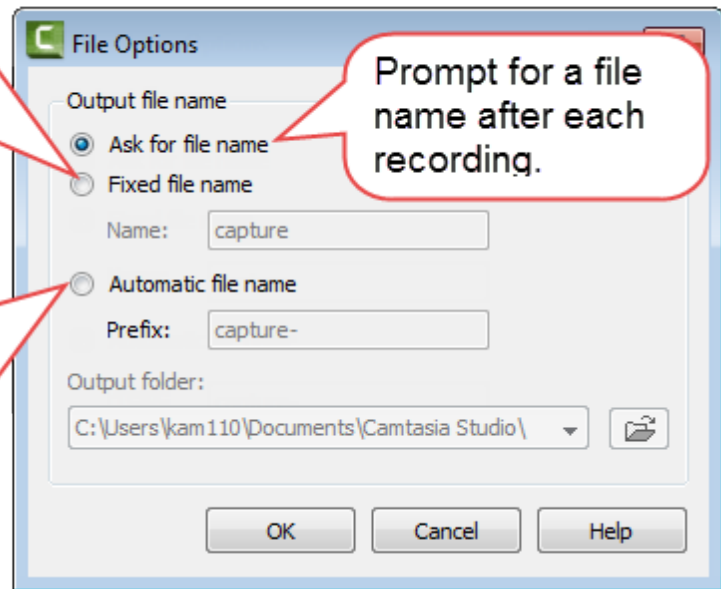 File Options
Prompt for a file
name after each
recording.
Output file name
Ask for file name
Fixed file name
Name: capture
Automatic file name
Prefix: capture-
Output folder:
C:\Users\kam110\Documents\Camtasia Studio\
OK Cancel Help